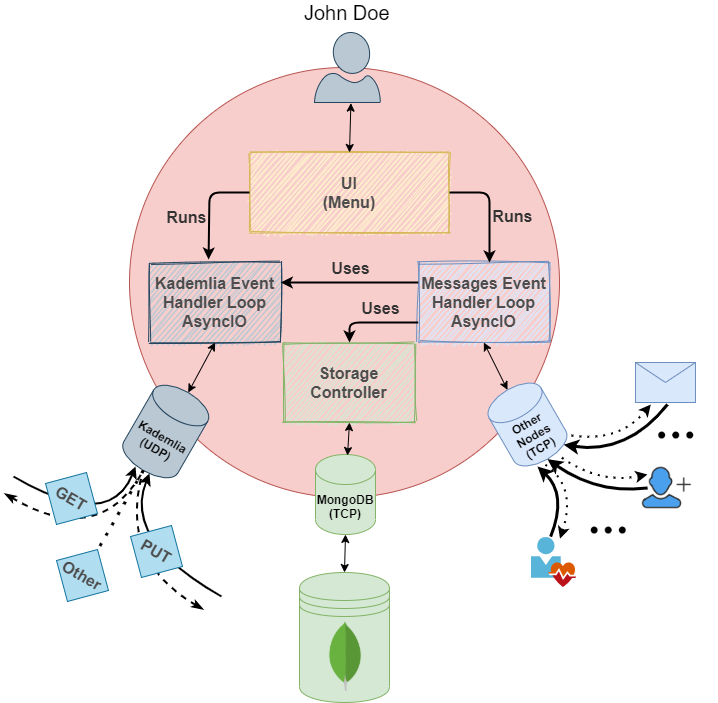 John Doe
UI
(Menu)
Runs
Runs
Kademlia Event
Handler Loop
AsyncIO
Uses
Messages Event
Handler Loop
AsyncIO
Uses
Storage
Controller
Kademlia
(UDP)
Other
Nodes
(TCP)
MongoDB
(TCP)
GET
PUT
Other